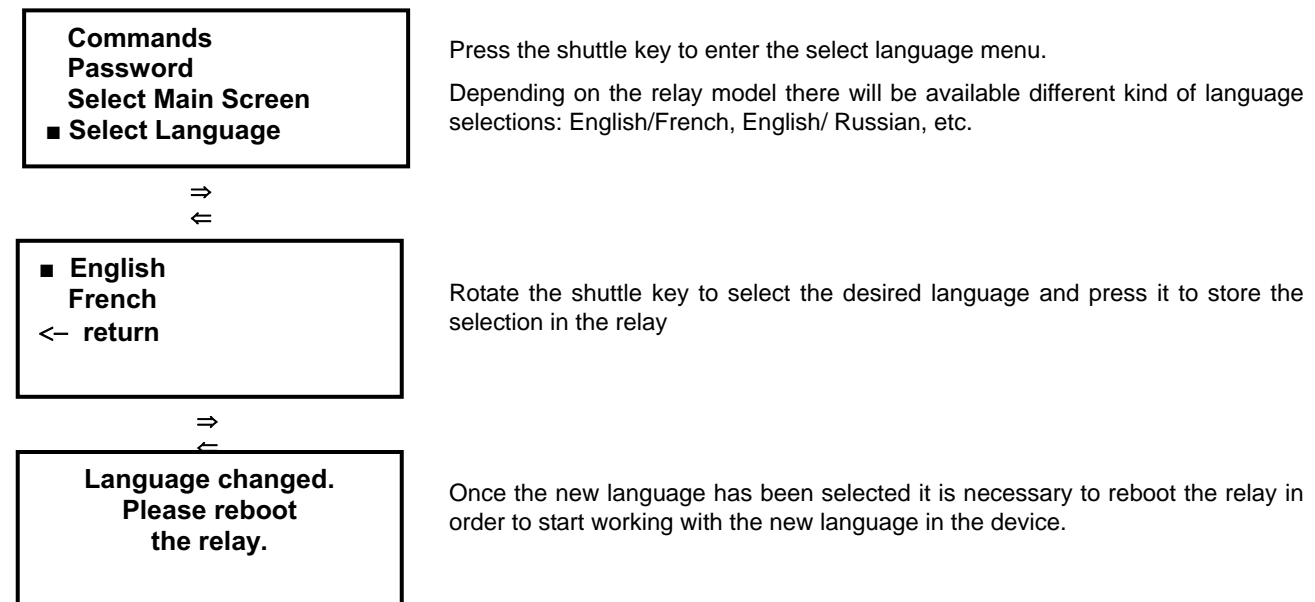 Commands
Password
Select Main Screen
■ Select Language
Press the shuttle key to enter the select language menu.
Depending on the relay model there will be available different kind of language
selections: English/French, English/ Russian, etc.
⇒
⇐
■ English
French
<– return
Rotate the shuttle key to select the desired language and press it to store the
selection in the relay
⇒
⇐
Language changed.
Please reboot
the relay.
Once the new language has been selected it is necessary to reboot the relay in
order to start working with the new language in the device.